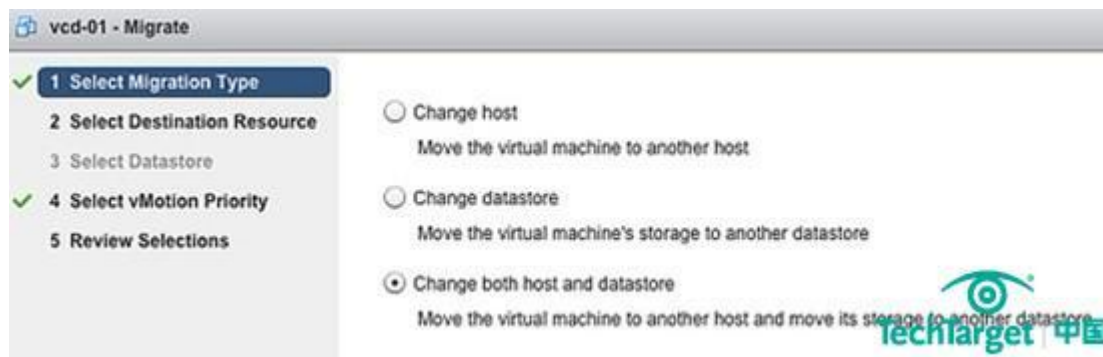 vcd-01 - Migrate
1 Select Migration Type
2 Select Destination Resource
3 Select Datastore
4 Select vMotion Priority
5 Review Selections
Change host
Move the virtual machine to another host
Change datastore
Move the virtual machine's storage to another datastore
Change both host and datastore
Move the virtual machine to another host and move its storage to another datastore
TechTarget 中国